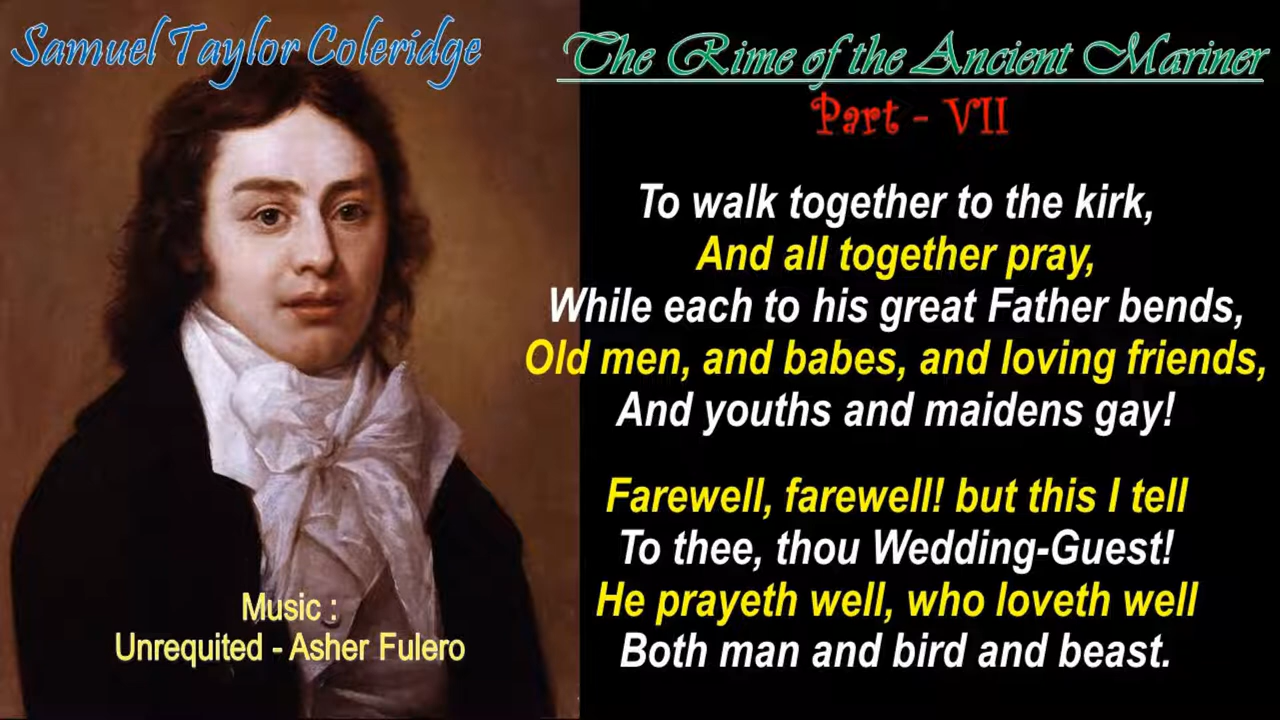 Samuel Taylor Coleridge
The Rime of the Ancient Mariner
Part - VII
To walk together to the kirk,
And all together pray,
While each to his great Father bends,
Old men, and babes, and loving friends,
And youths and maidens gay!
Farewell, farewell! but this I tell
To thee, thou Wedding-Guest!
He prayeth well, who loveth well
Both man and bird and beast.
Music :
Unrequited - Asher Fulero